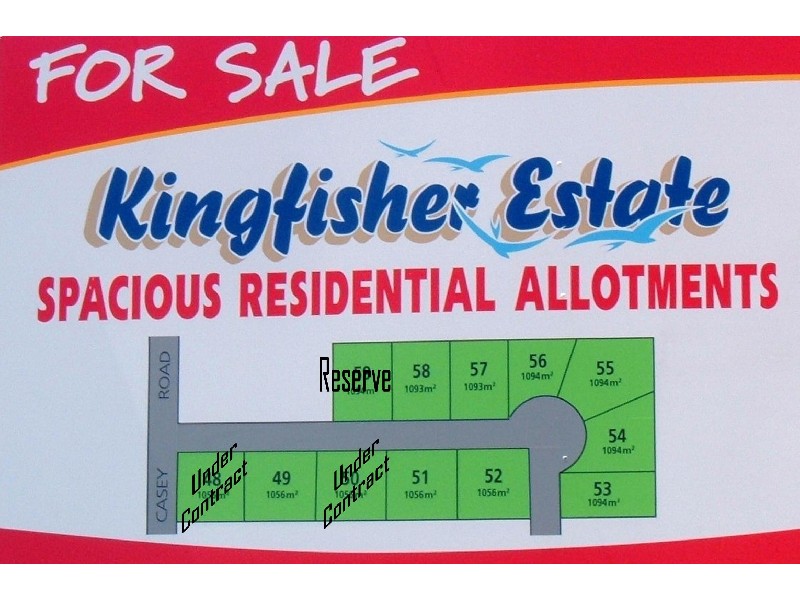 FOR SALE
Kingfisher Estate
SPACIOUS RESIDENTIAL ALLOTMENTS
CASEY ROAD
Reserve
58
1093m²
57
1093m²
56
1094m²
55
1094m²
54
1094m²
53
1094m²
Under
Contract
49
1056m²
50
Under
Contract
51
1056m²
52
1056m²